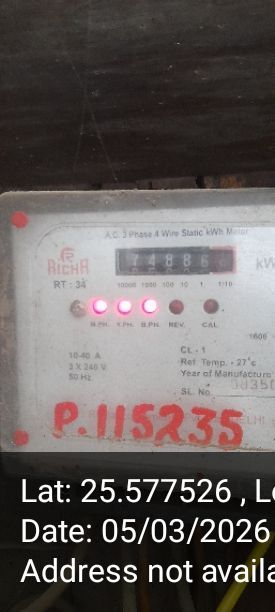 A.C. 3 Phase 4 Wire Static kWh Meter
RICHA
RT : 34
74886
kW
10000 1000 100 10 1 1/10
R.PH. Y.PH. B.PH. REV. CAL
10-40 A
3 X 240 V
50 Hz
CL - 1
Ref. Temp. - 27°c
Year of Manufacture
SL. No.
P.115235
Lat: 25.577526 , L
Date: 05/03/2026
Address not availa